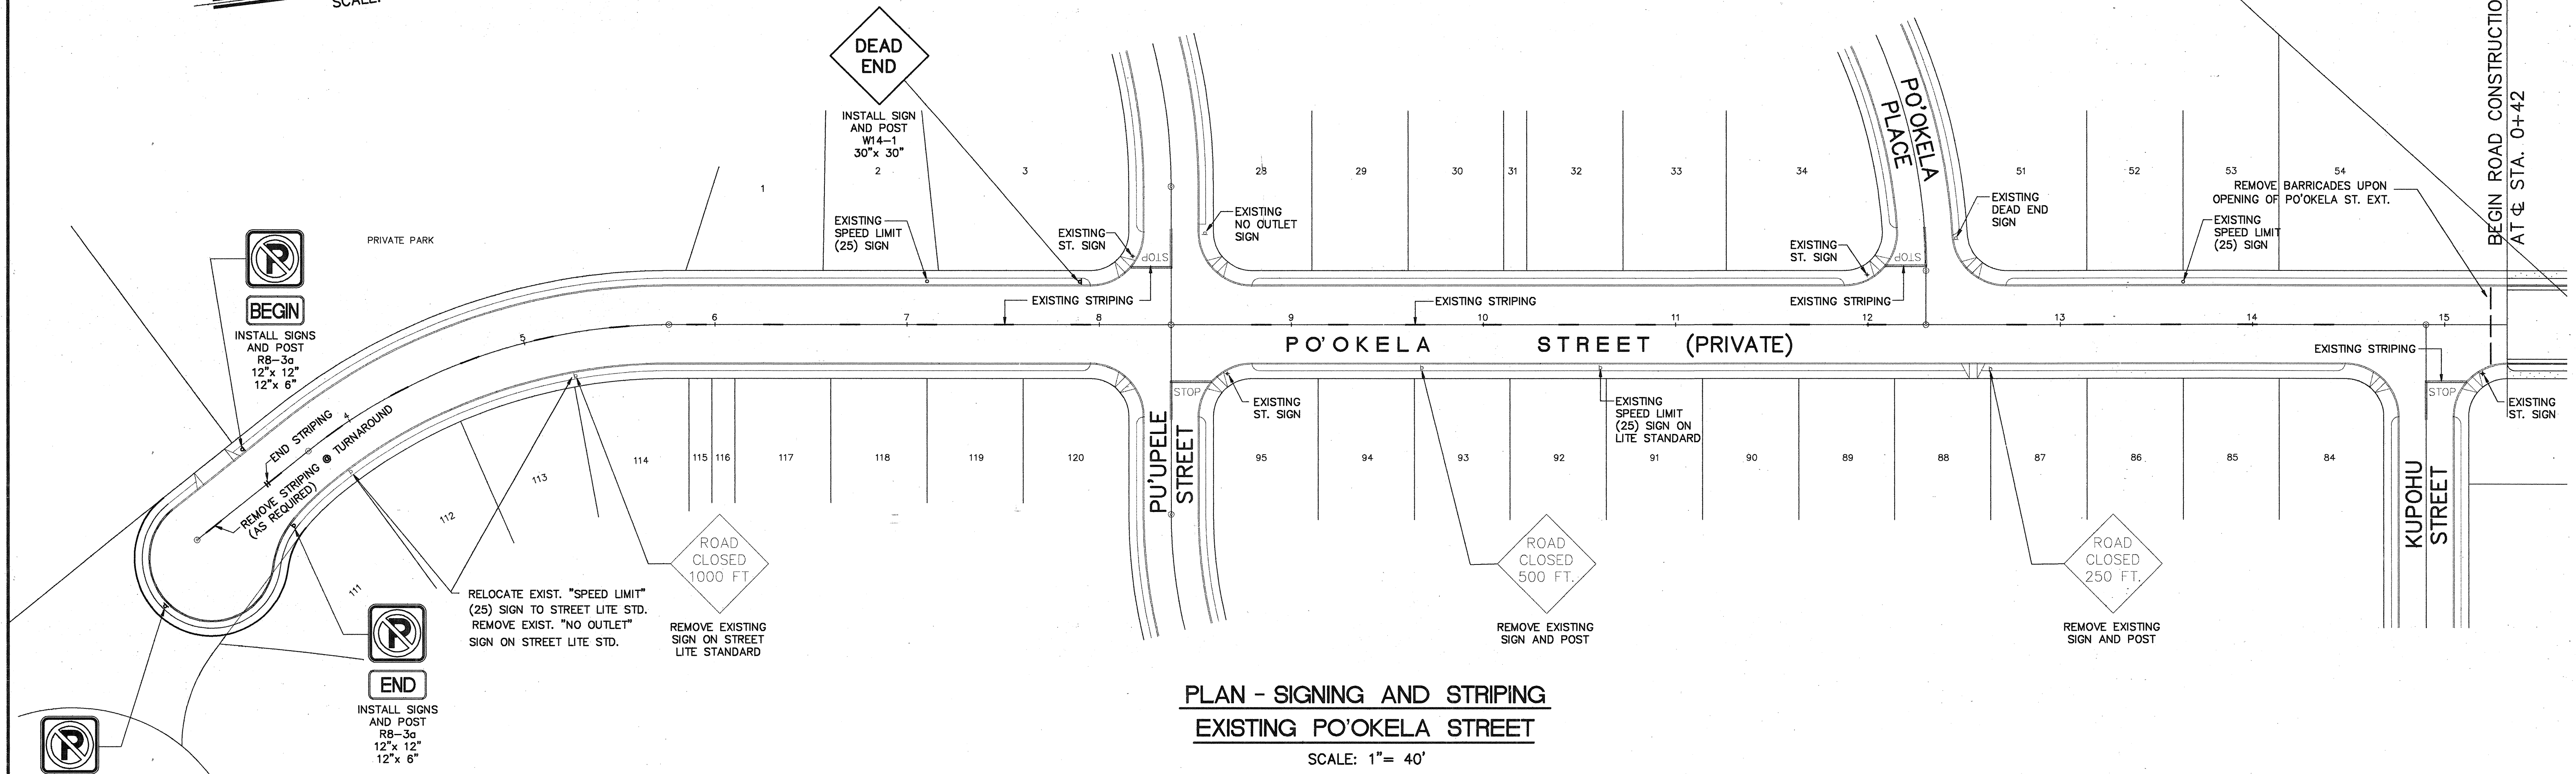 SCALE:
DEAD
END
INSTALL SIGN
AND POST
W14-1
30"x 30"
BEGIN ROAD CONSTRUCTIO
AT ℄ STA. 0+42
PO'OKELA
PLACE
1
2
3
28
29
30
31
32
33
34
51
52
53
54
REMOVE BARRICADES UPON
OPENING OF PO'OKELA ST. EXT.
EXISTING
SPEED LIMIT
(25) SIGN
EXISTING
ST. SIGN
EXISTING
NO OUTLET
SIGN
EXISTING
ST. SIGN
EXISTING
DEAD END
SIGN
EXISTING
SPEED LIMIT
(25) SIGN
PRIVATE PARK
STOP
STOP
P
BEGIN
INSTALL SIGNS
AND POST
R8-3a
12"x 12"
12"x 6"
EXISTING STRIPING
EXISTING STRIPING
EXISTING STRIPING
4
5
6
7
8
9
10
11
12
13
14
15
PO'OKELA STREET (PRIVATE)
EXISTING STRIPING
END STRIPING
REMOVE STRIPING @ TURNAROUND
(AS REQUIRED)
STOP
STOP
EXISTING
ST. SIGN
EXISTING
SPEED LIMIT
(25) SIGN ON
LITE STANDARD
EXISTING
ST. SIGN
111
112
113
114
115
116
117
118
119
120
95
94
93
92
91
90
89
88
87
86
85
84
PU'UPELE
STREET
KUPOHU
STREET
ROAD
CLOSED
1000 FT
REMOVE EXISTING
SIGN ON STREET
LITE STANDARD
ROAD
CLOSED
500 FT.
REMOVE EXISTING
SIGN AND POST
ROAD
CLOSED
250 FT.
REMOVE EXISTING
SIGN AND POST
RELOCATE EXIST. "SPEED LIMIT"
(25) SIGN TO STREET LITE STD.
REMOVE EXIST. "NO OUTLET"
SIGN ON STREET LITE STD.
P
END
INSTALL SIGNS
AND POST
R8-3a
12"x 12"
12"x 6"
P
PLAN - SIGNING AND STRIPING
EXISTING PO'OKELA STREET
SCALE: 1"= 40'